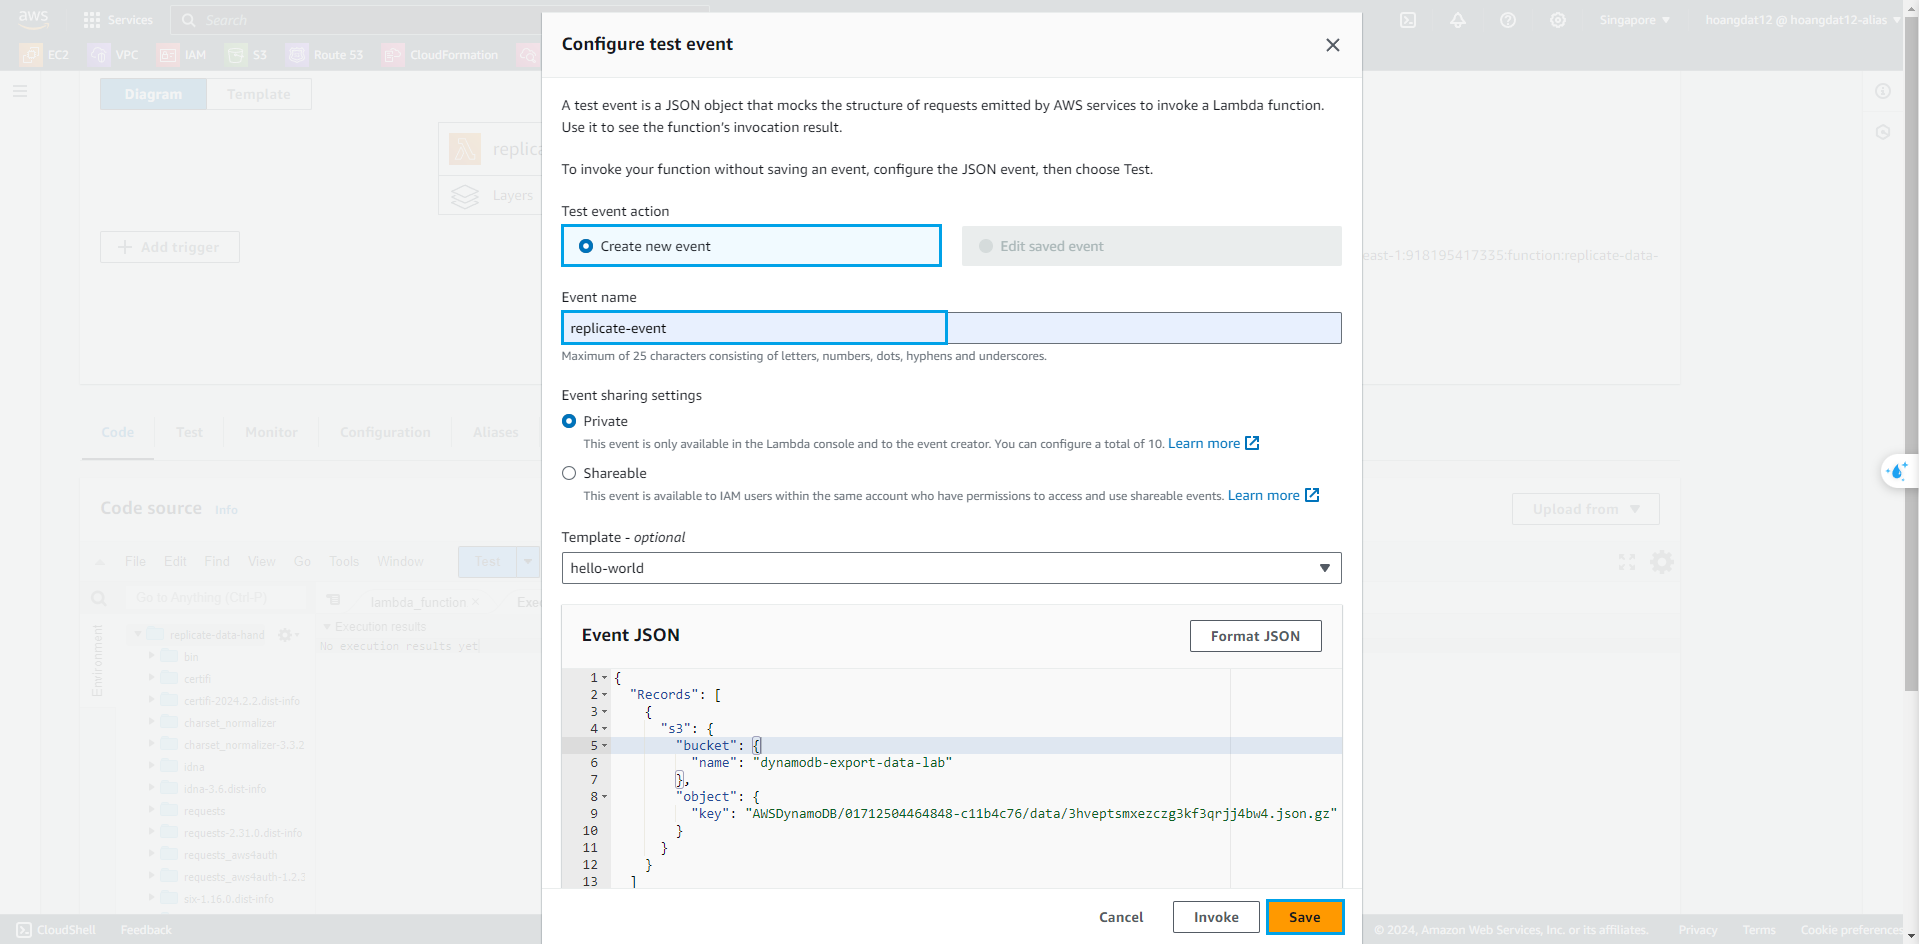 aws
Services
Search
Singapore
hoangdat12 @ hoangdat12-alias
EC2
VPC
IAM
S3
Route 53
CloudFormation
Diagram
Template
replica
Layers
Add trigger
east-1:918195417335:function:replicate-data-
Code
Test
Monitor
Configuration
Aliases
Code source
Info
Upload from
File
Edit
Find
View
Go
Tools
Window
Test
Go to Anything (Ctrl-P)
lambda_function
Exec
Environment
replicate-data-hand
Execution results
No execution results yet
bin
certifi
certifi-2024.2.2.dist-info
charset_normalizer
charset_normalizer-3.3.2
idna
idna-3.6.dist-info
requests
requests-2.31.0.dist-info
requests_aws4auth
requests_aws4auth-1.2.3
six-1.16.0.dist-info
Configure test event
A test event is a JSON object that mocks the structure of requests emitted by AWS services to invoke a Lambda function.
Use it to see the function's invocation result.
To invoke your function without saving an event, configure the JSON event, then choose Test.
Test event action
Create new event
Edit saved event
Event name
replicate-event
Maximum of 25 characters consisting of letters, numbers, dots, hyphens and underscores.
Event sharing settings
Private
This event is only available in the Lambda console and to the event creator. You can configure a total of 10. Learn more
Shareable
This event is available to IAM users within the same account who have permissions to access and use shareable events. Learn more
Template - optional
hello-world
Event JSON
Format JSON
1 {
2 "Records": [
3 {
4 "s3": {
5 "bucket": {
6 "name": "dynamodb-export-data-lab"
7 },
8 "object": {
9 "key": "AWSDynamoDB/01712504464848-c11b4c76/data/3hveptsmxezczg3kf3qrjj4bw4.json.gz"
10 }
11 }
12 }
13 ]
Cancel
Invoke
Save
CloudShell
Feedback
© 2024, Amazon Web Services, Inc. or its affiliates.
Privacy
Terms
Cookie preferences